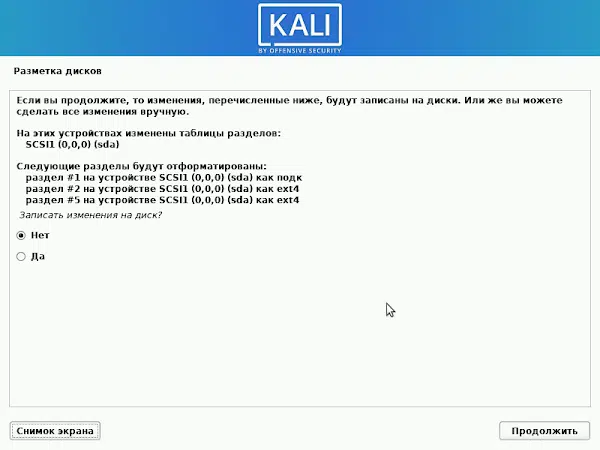 KALI
BY OFFENSIVE SECURITY
Разметка дисков
Если вы продолжите, то изменения, перечисленные ниже, будут записаны на диски. Или же вы можете
сделать все изменения вручную.
На этих устройствах изменены таблицы разделов:
SCSI1 (0,0,0) (sda)
Следующие разделы будут отформатированы:
раздел #1 на устройстве SCSI1 (0,0,0) (sda) как подк
раздел #2 на устройстве SCSI1 (0,0,0) (sda) как ext4
раздел #5 на устройстве SCSI1 (0,0,0) (sda) как ext4
Записать изменения на диск?
Нет
Да
Снимок экрана
Продолжить